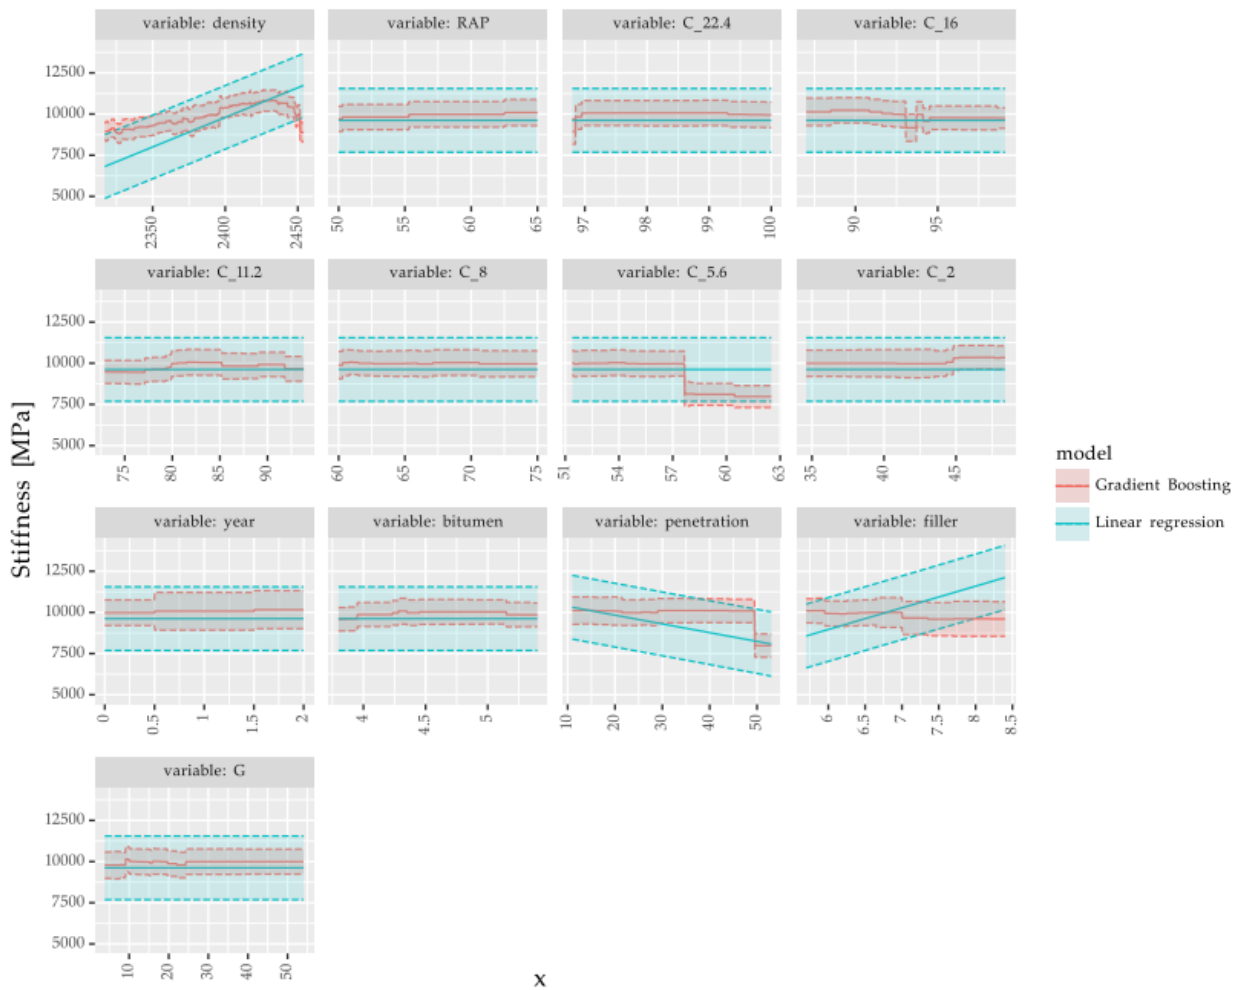 variable: density variable: RAP variable: C_22.4 variable: C_16
12500
10000
7500
5000
2350 2400 2450 50 55 60 65 97 98 99 100 90 95
variable: C_11.2 variable: C_8 variable: C_5.6 variable: C_2
12500
10000
7500
5000
75 80 85 90 60 65 70 75 51 54 57 60 63 35 40 45
variable: year variable: bitumen variable: penetration variable: filler
12500
10000
7500
5000
0 0.5 1 1.5 2 4 4.5 5 10 20 30 40 50 6 6.5 7 7.5 8 8.5
variable: G
12500
10000
7500
5000
10 20 30 40 50
x
Stiffness [MPa]
model
Gradient Boosting
Linear regression